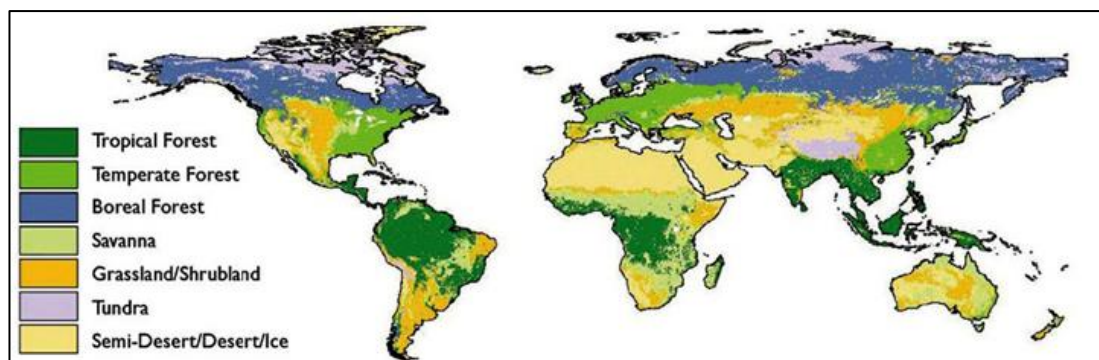 Tropical Forest
Temperate Forest
Boreal Forest
Savanna
Grassland/Shrubland
Tundra
Semi-Desert/Desert/Ice